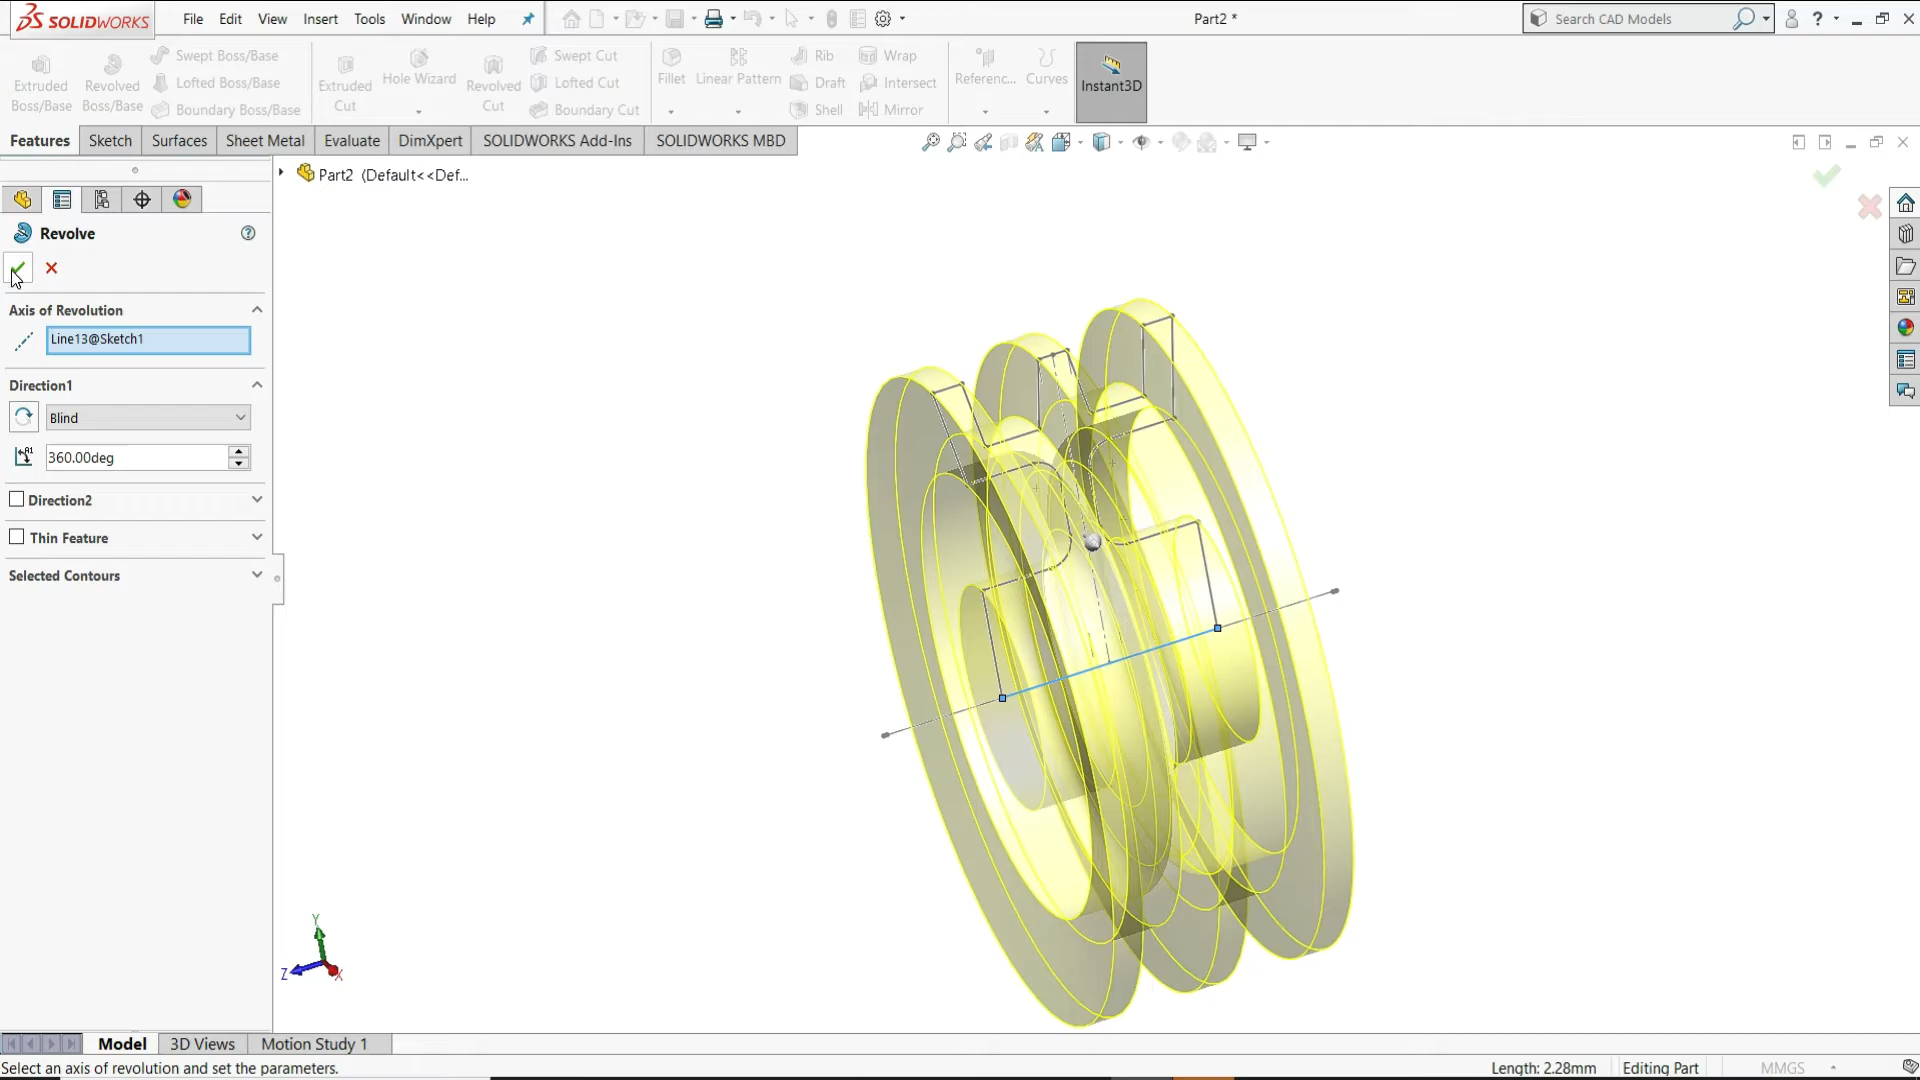 SOLIDWORKS File Edit View Insert Tools Window Help Part2 * Search CAD Models ?
Extruded Boss/Base
Revolved Boss/Base
Swept Boss/Base
Lofted Boss/Base
Boundary Boss/Base
Extruded Cut
Hole Wizard
Revolved Cut
Swept Cut
Lofted Cut
Boundary Cut
Fillet
Linear Pattern
Rib
Draft
Shell
Wrap
Intersect
Mirror
Referenc...
Curves
Instant3D
Features Sketch Surfaces Sheet Metal Evaluate DimXpert SOLIDWORKS Add-Ins SOLIDWORKS MBD
Part2 (Default<<Def...
Revolve
Axis of Revolution
Line13@Sketch1
Direction1
Blind
360.00deg
Direction2
Thin Feature
Selected Contours
Y
Z
X
Model 3D Views Motion Study 1
Select an axis of revolution and set the parameters. Length: 2.28mm Editing Part MMGS